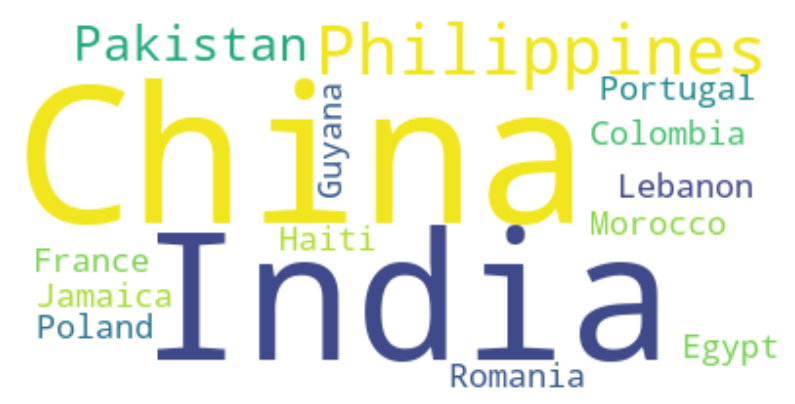 Pakistan
Philippines
Portugal
China
Guyana
Colombia
Lebanon
Morocco
Haiti
India
France
Jamaica
Poland
Egypt
Romania